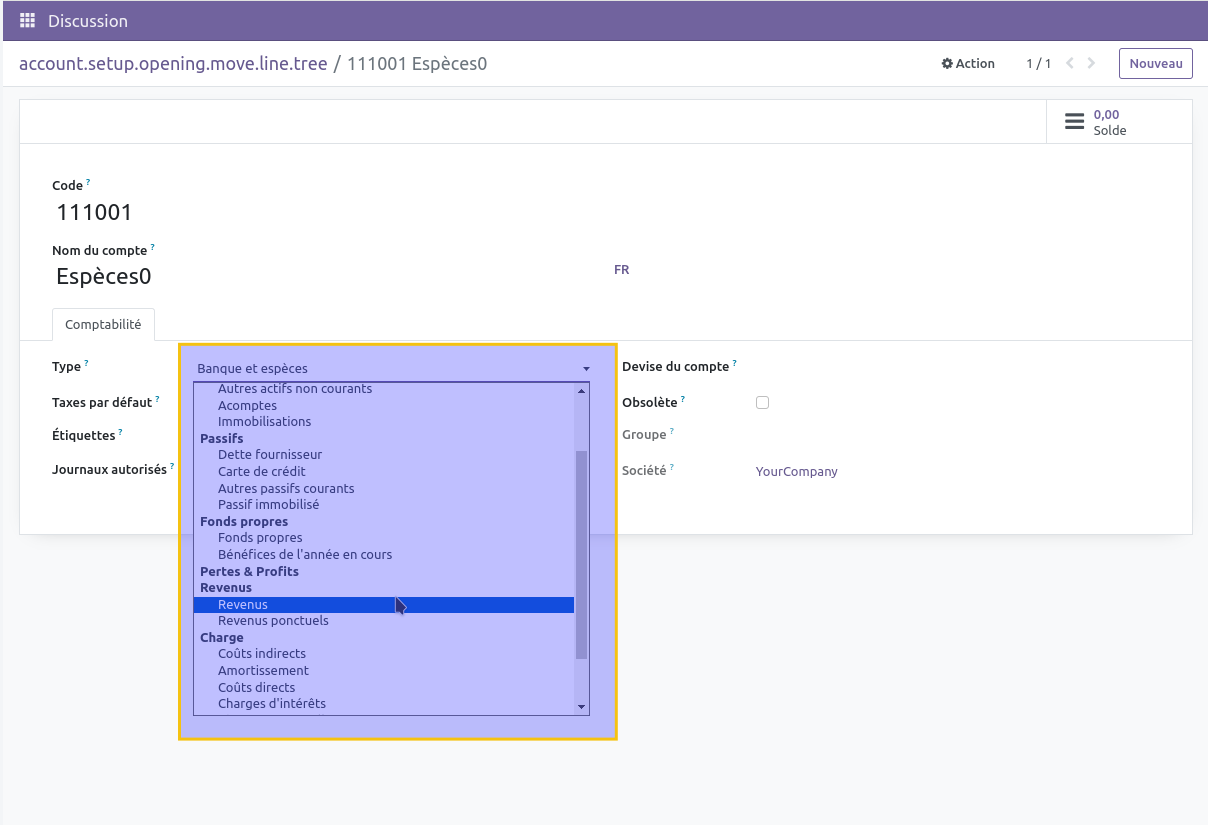 Discussion
account.setup.opening.move.line.tree / 111001 Espèces0
Action
1 / 1
Nouveau
0,00
Solde
Code ?
111001
Nom du compte ?
Espèces0
FR
Comptabilité
Type ?
Banque et espèces
Devise du compte ?
Taxes par défaut ?
Obsolète ?
Étiquettes ?
Groupe ?
Journaux autorisés ?
Société ?
YourCompany
Autres actifs non courants
Acomptes
Immobilisations
Passifs
Dette fournisseur
Carte de crédit
Autres passifs courants
Passif immobilisé
Fonds propres
Fonds propres
Bénéfices de l'année en cours
Pertes & Profits
Revenus
Revenus
Revenus ponctuels
Charge
Coûts indirects
Amortissement
Coûts directs
Charges d'intérêts